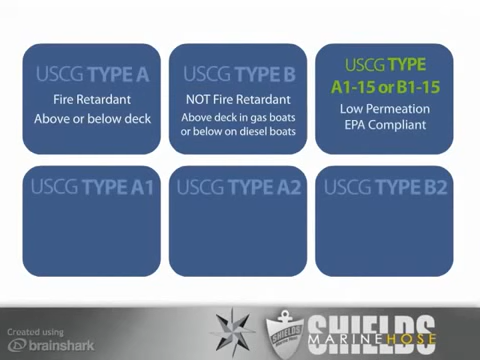 USCG TYPE A
Fire Retardant
Above or below deck
USCG TYPE B
NOT Fire Retardant
Above deck in gas boats
or below on diesel boats
USCG TYPE
A1-15 or B1-15
Low Permeation
EPA Compliant
USCG TYPE A1
USCG TYPE A2
USCG TYPE B2
Created using
brainshark
SHIELDS
SHIELDS
MARINE HOSE